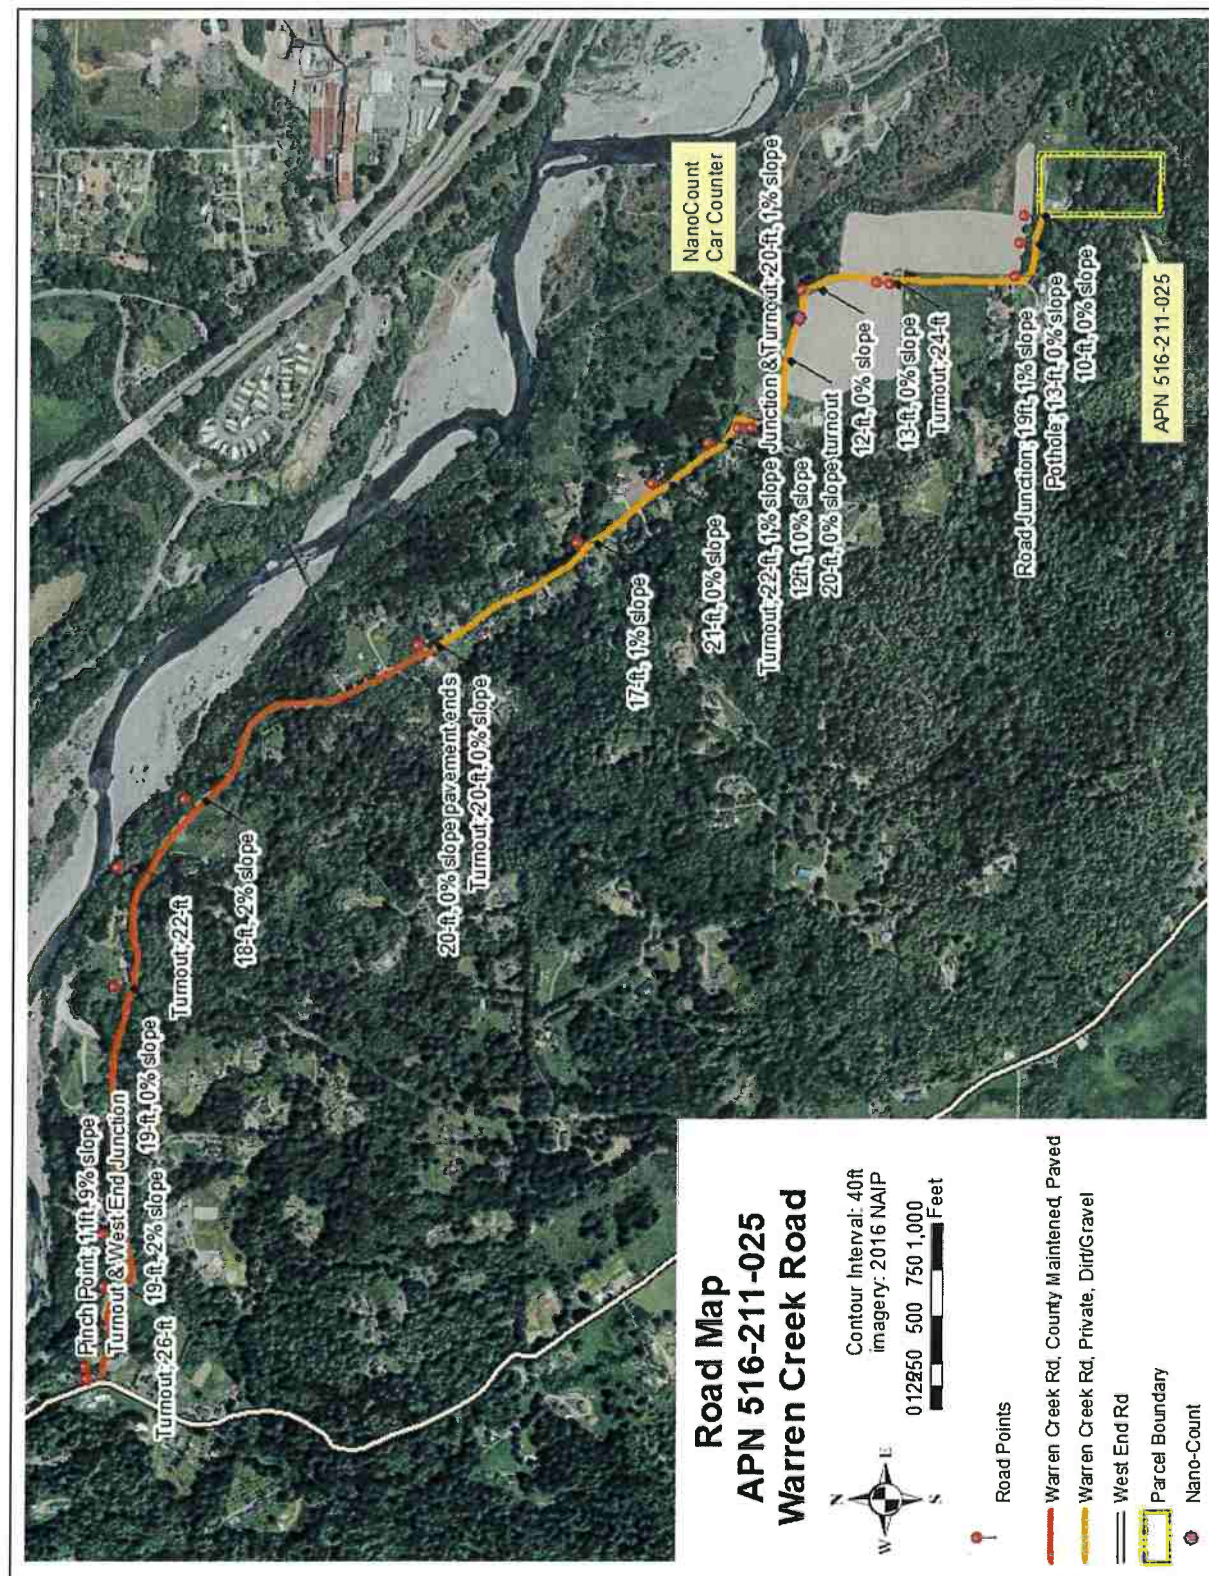 Pinch Point; 11ft, 9% slope
Turnout & West End Junction
Turnout; 26-ft
19-ft, 2% slope
19-ft, 0% slope
Turnout; 22-ft
18-ft, 2% slope
20-ft, 0% slope pavement ends
Turnout; 20-ft, 0% slope
17-ft, 1% slope
21-ft, 0% slope
Turnout; 22-ft, 1% slope
Junction & Turnout; 20-ft, 1% slope
12ft, 10% slope
20-ft, 0% slope turnout
NanoCount
Car Counter
12-ft, 0% slope
13-ft, 0% slope
Turnout; 24-ft
Road Junction; 19ft, 1% slope
Pothole; 13-ft, 0% slope
10-ft, 0% slope
APN 516-211-025
Road Map
APN 516-211-025
Warren Creek Road
Contour Interval: 40ft
imagery: 2016 NAIP
N
W E
S
0 125 250 500 750 1,000
Feet
Road Points
Warren Creek Rd, County Maintened, Paved
Warren Creek Rd, Private, Dirt/Gravel
West End Rd
Parcel Boundary
Nano-Count